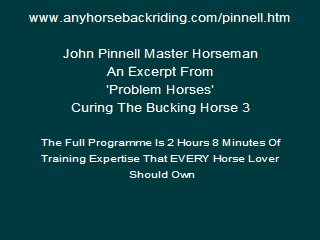 www.anyhorsebackriding.com/pinnell.htm
John Pinnell Master Horseman
An Excerpt From
'Problem Horses'
Curing The Bucking Horse 3
The Full Programme Is 2 Hours 8 Minutes Of
Training Expertise That EVERY Horse Lover
Should Own